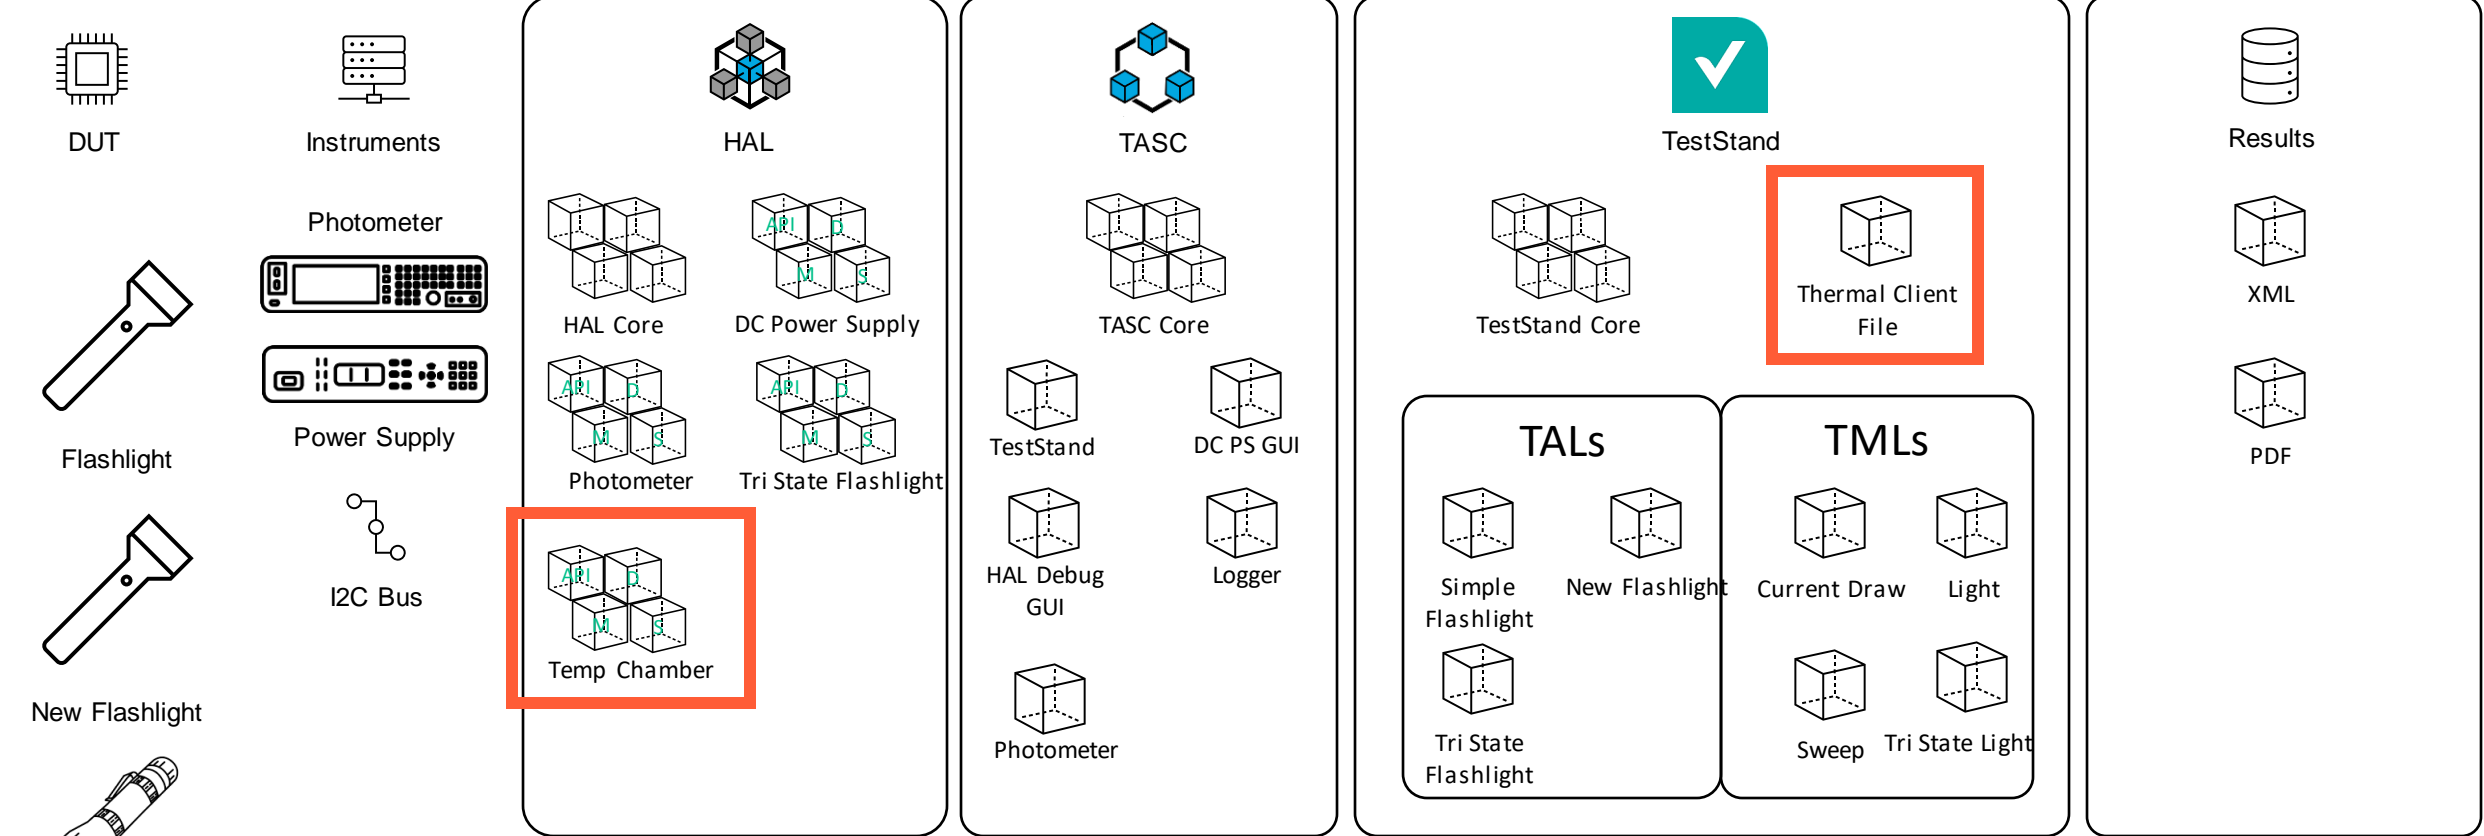 DUT
Instruments
HAL
TASC
TestStand
Results
Photometer
Flashlight
Power Supply
New Flashlight
I2C Bus
API
D
M
S
HAL Core
DC Power Supply
API
D
M
S
Photometer
API
D
M
S
Tri State Flashlight
API
D
M
S
Temp Chamber
TASC Core
TestStand
DC PS GUI
HAL Debug
GUI
Logger
Photometer
TestStand Core
Thermal Client
File
TALs
Simple
Flashlight
New Flashlight
Tri State
Flashlight
TMLs
Current Draw
Light
Sweep
Tri State Light
XML
PDF